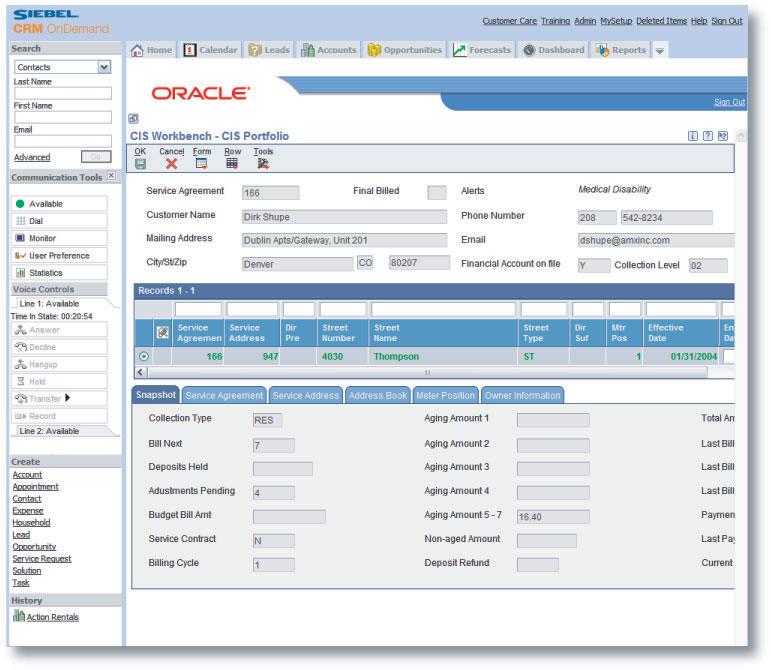 SIEBEL
CRM OnDemand
Customer Care Training Admin MySetup Deleted Items Help Sign Out
Home Calendar Leads Accounts Opportunities Forecasts Dashboard Reports
Search
Contacts
Last Name
First Name
Email
Advanced Go
Communication Tools
Available
Dial
Monitor
User Preference
Statistics
Voice Controls
Line 1: Available
Time In State: 00:20:54
Answer
Decline
Hangup
Hold
Transfer
Record
Line 2: Available
Create
Account
Appointment
Contact
Expense
Household
Lead
Opportunity
Service Request
Solution
Task
History
Action Rentals
ORACLE
Sign Out
CIS Workbench - CIS Portfolio
OK Cancel Form Row Tools
Service Agreement 166 Final Billed Alerts Medical Disability
Customer Name Dirk Shupe Phone Number 208 542-8234
Mailing Address Dublin Apts/Gateway, Unit 201 Email dshupe@amxinc.com
City/St/Zip Denver CO 80207 Financial Account on file Y Collection Level 02
Records 1 - 1
Service Agreemen Service Address Dir Pre Street Number Street Name Street Type Dir Suf Mtr Pos Effective Date En Da
166 947 4030 Thompson ST 1 01/31/2004
Snapshot Service Agreement Service Address Address Book Meter Position Owner Information
Collection Type RES Aging Amount 1 Total Am
Bill Next 7 Aging Amount 2 Last Bill
Deposits Held Aging Amount 3 Last Bill
Adustments Pending 4 Aging Amount 4 Last Bill
Budget Bill Amt Aging Amount 5 - 7 16.40 Paymen
Service Contract N Non-aged Amount Last Pay
Billing Cycle 1 Deposit Refund Current